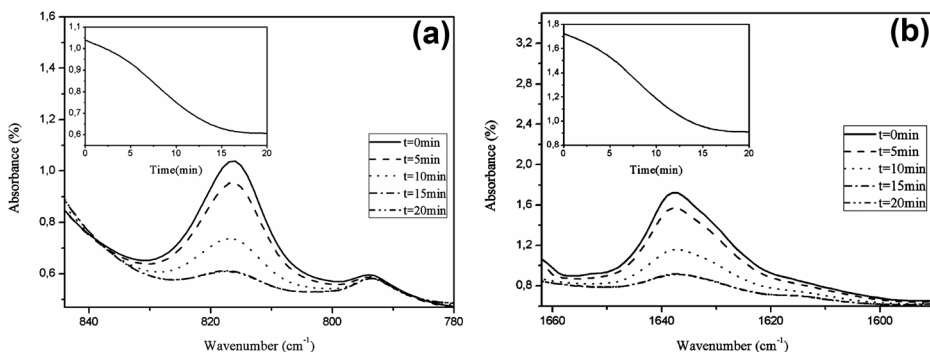 (a)
1,6
1,4
1,2
1,0
0,8
0,6
Absorbance (%)
840
820
800
780
Wavenumber (cm⁻¹)
1,1
1,0
0,9
0,8
0,7
0,6
0
5
10
15
20
Time(min)
t=0min
t=5min
t=10min
t=15min
t=20min
(b)
3,2
2,8
2,4
2,0
1,6
1,2
0,8
Absorbance (%)
1660
1640
1620
1600
Wavenumber (cm⁻¹)
1,8
1,6
1,4
1,2
1,0
0,8
0
5
10
15
20
Time(min)
t=0min
t=5min
t=10min
t=15min
t=20min